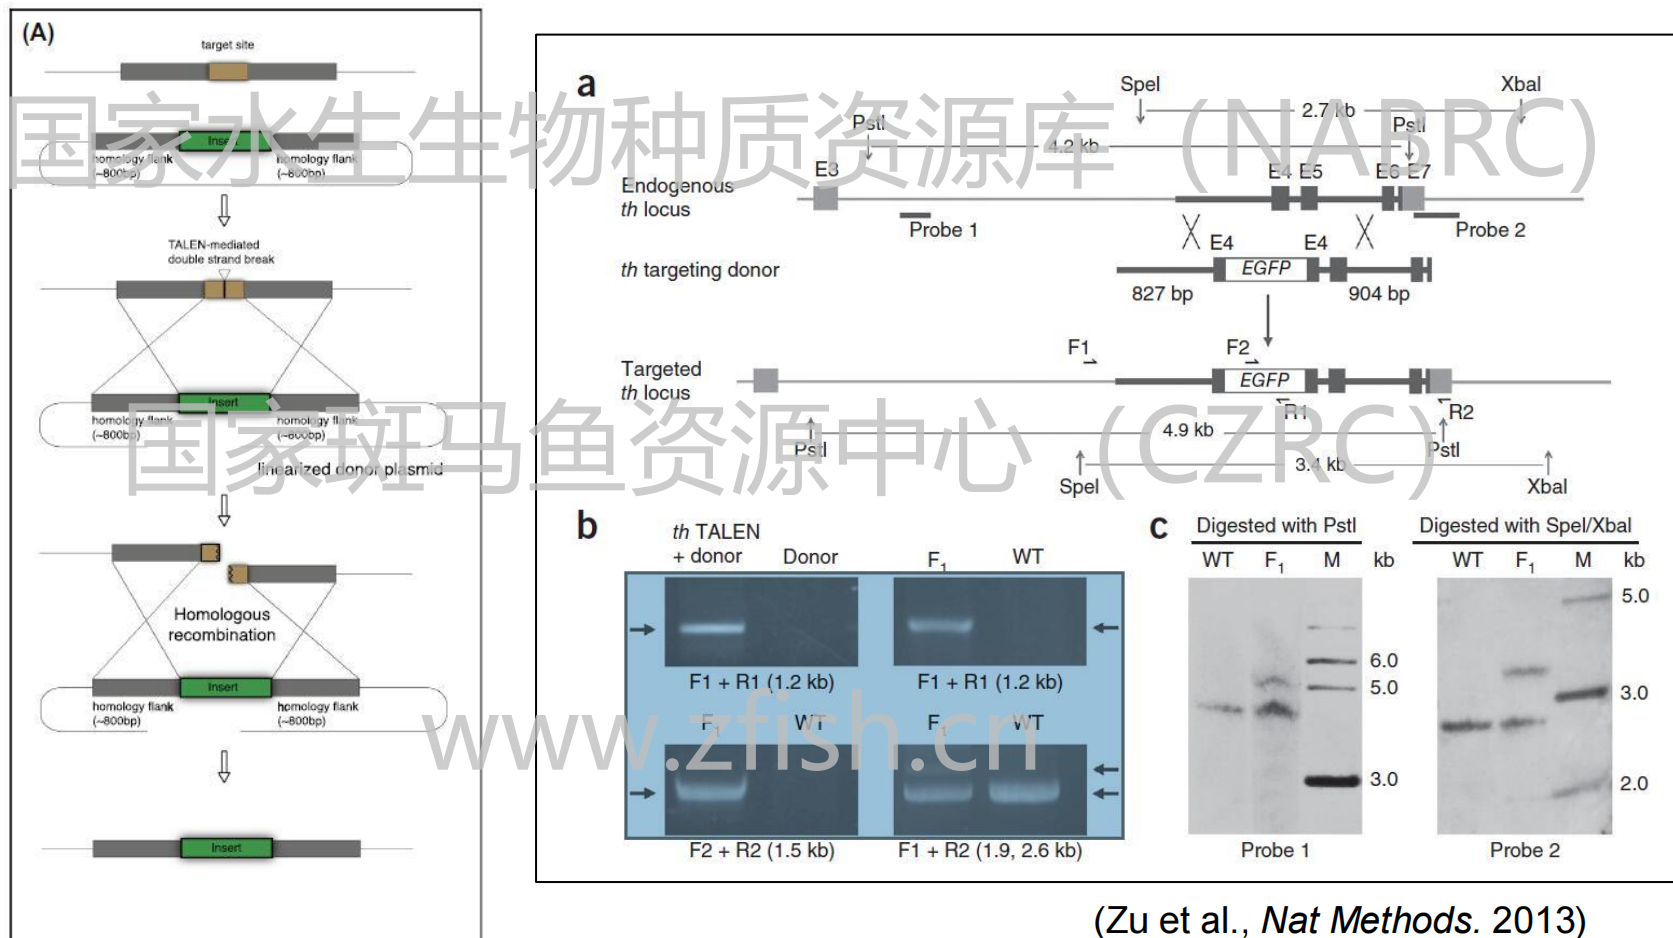 (A)
target site
Insert
homology flank
(~800bp)
homology flank
(~800bp)
TALEN-mediated
double strand break
Insert
homology flank
(~800bp)
homology flank
(~800bp)
linearized donor plasmid
Homologous
recombination
Insert
homology flank
(~800bp)
homology flank
(~800bp)
Insert
a
SpeI
XbaI
2.7 kb
PstI
PstI
4.2 kb
E3
E4 E5
E6 E7
Endogenous
th locus
Probe 1
Probe 2
E4
E4
th targeting donor
EGFP
827 bp
904 bp
F1
F2
Targeted
th locus
EGFP
R1
R2
4.9 kb
PstI
PstI
3.4 kb
SpeI
XbaI
b
th TALEN
+ donor
Donor
F1
WT
F1 + R1 (1.2 kb)
F1 + R1 (1.2 kb)
F1
WT
F1
WT
F2 + R2 (1.5 kb)
F1 + R2 (1.9, 2.6 kb)
c
Digested with PstI
Digested with SpeI/XbaI
WT F1 M kb
WT F1 M kb
6.0
5.0
3.0
5.0
3.0
2.0
Probe 1
Probe 2
(Zu et al., Nat Methods. 2013)
国家水生生物种质资源库 (NABRC)
国家斑马鱼资源中心 (CZRC)
www.zfish.cn